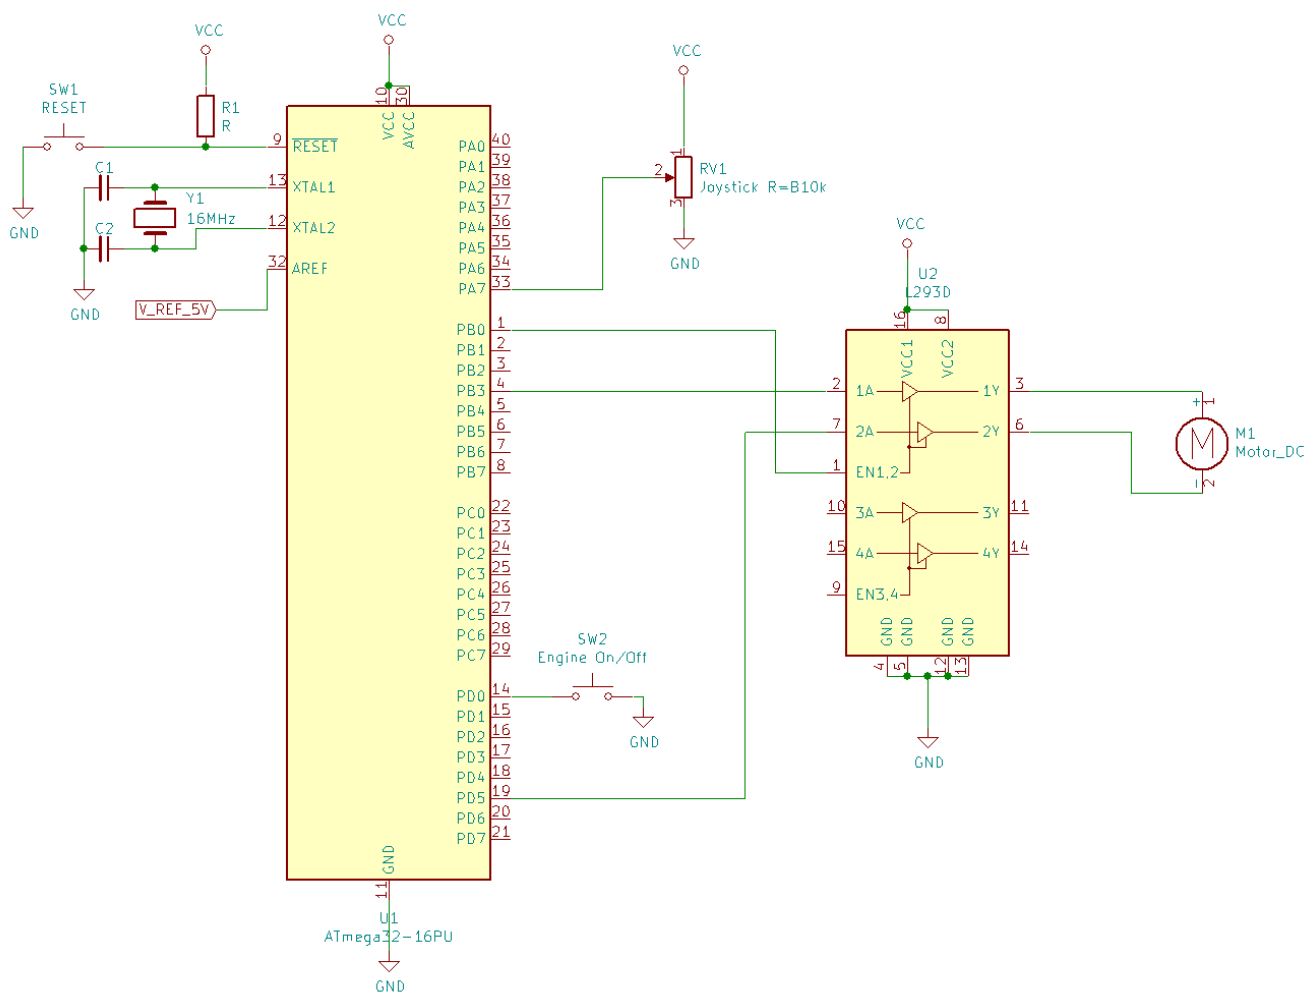 VCC
SW1
RESET
R1
R
GND
C1
C2
Y1
16MHz
GND
V_REF_5V
VCC
10
30
VCC
AVCC
9
RESET
13
XTAL1
12
XTAL2
32
AREF
PA0
40
PA1
39
PA2
38
PA3
37
PA4
36
PA5
35
PA6
34
PA7
33
PB0
1
PB1
2
PB2
3
PB3
4
PB4
5
PB5
6
PB6
7
PB7
8
PC0
22
PC1
23
PC2
24
PC3
25
PC4
26
PC5
27
PC6
28
PC7
29
PD0
14
PD1
15
PD2
16
PD3
17
PD4
18
PD5
19
PD6
20
PD7
21
GND
11
U1
ATmega32-16PU
GND
VCC
1
2
3
RV1
Joystick R=B10k
GND
SW2
Engine On/Off
GND
VCC
U2
L293D
16
8
VCC1
VCC2
2
1A
1Y
3
7
2A
2Y
6
1
EN1,2
10
3A
3Y
11
15
4A
4Y
14
9
EN3,4
GND
GND
GND
GND
4
5
12
13
GND
+
1
M
M1
Motor_DC
-
2